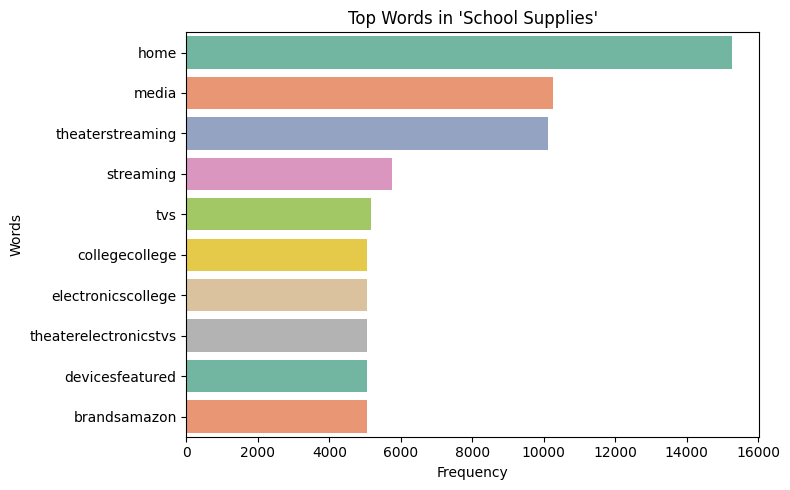 Top Words in 'School Supplies'
Words
home
media
theaterstreaming
streaming
tvs
collegecollege
electronicscollege
theaterelectronicstvs
devicesfeatured
brandsamazon
0 2000 4000 6000 8000 10000 12000 14000 16000
Frequency